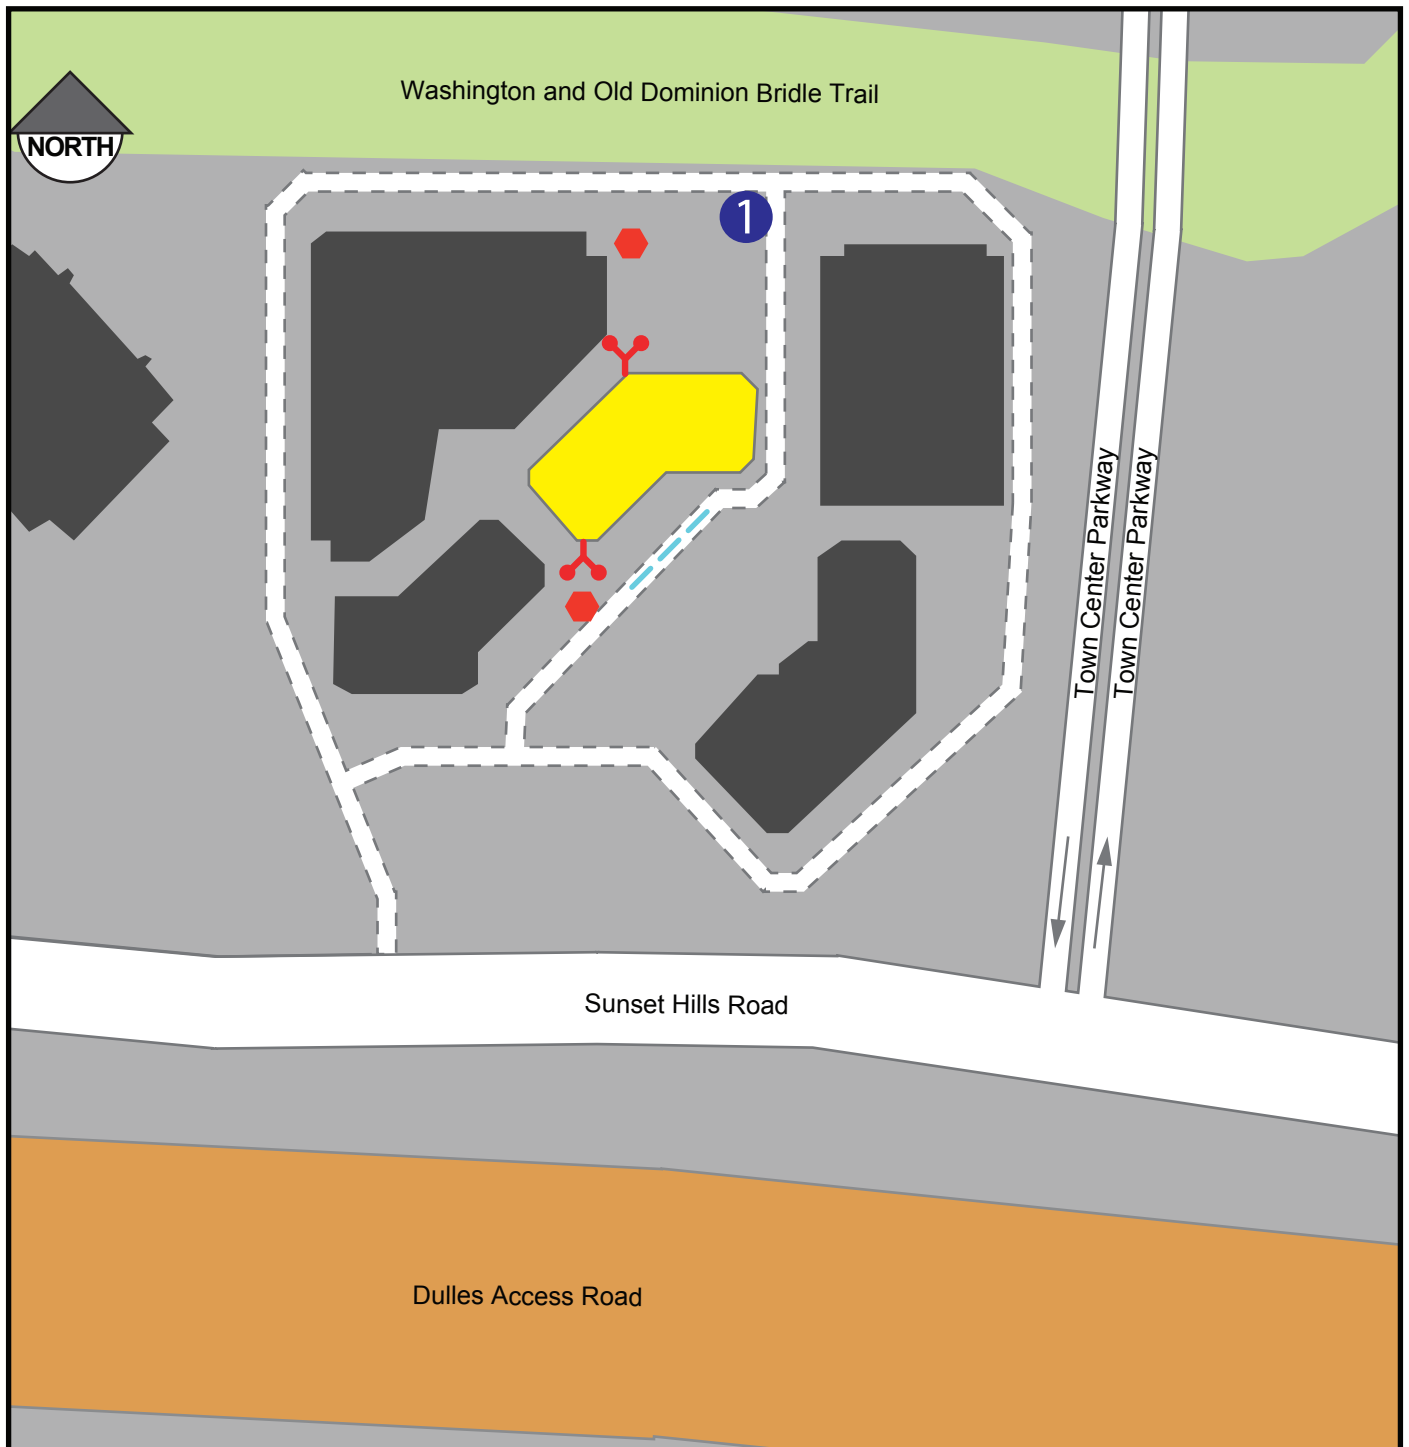 Washington and Old Dominion Bridle Trail
NORTH
1
Town Center Parkway
Town Center Parkway
Sunset Hills Road
Dulles Access Road